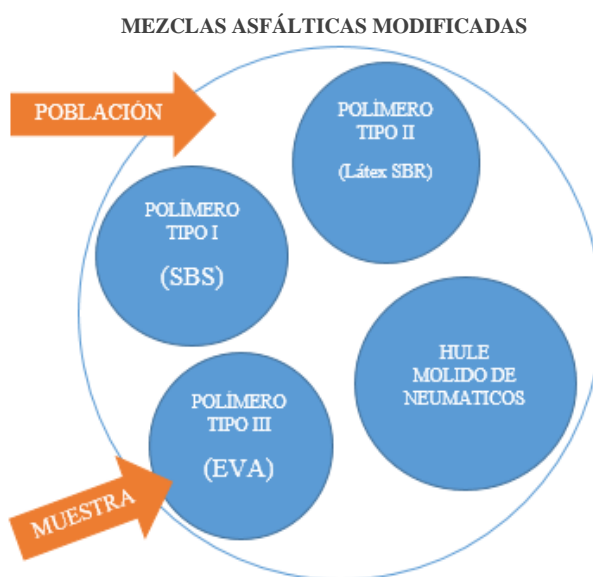 MEZCLAS ASFÁLTICAS MODIFICADAS
POBLACIÓN
POLÍMERO
TIPO II
(Látex SBR)
POLÍMERO
TIPO I
(SBS)
HULE
MOLIDO DE
NEUMATICOS
POLÍMERO
TIPO III
(EVA)
MUESTRA